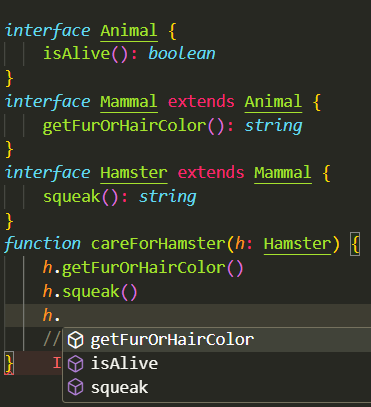 interface Animal {
isAlive(): boolean
}
interface Mammal extends Animal {
getFurOrHairColor(): string
}
interface Hamster extends Mammal {
squeak(): string
}
function careForHamster(h: Hamster) {
h.getFurOrHairColor()
h.squeak()
h.
//
getFurOrHairColor
} I
isAlive
squeak